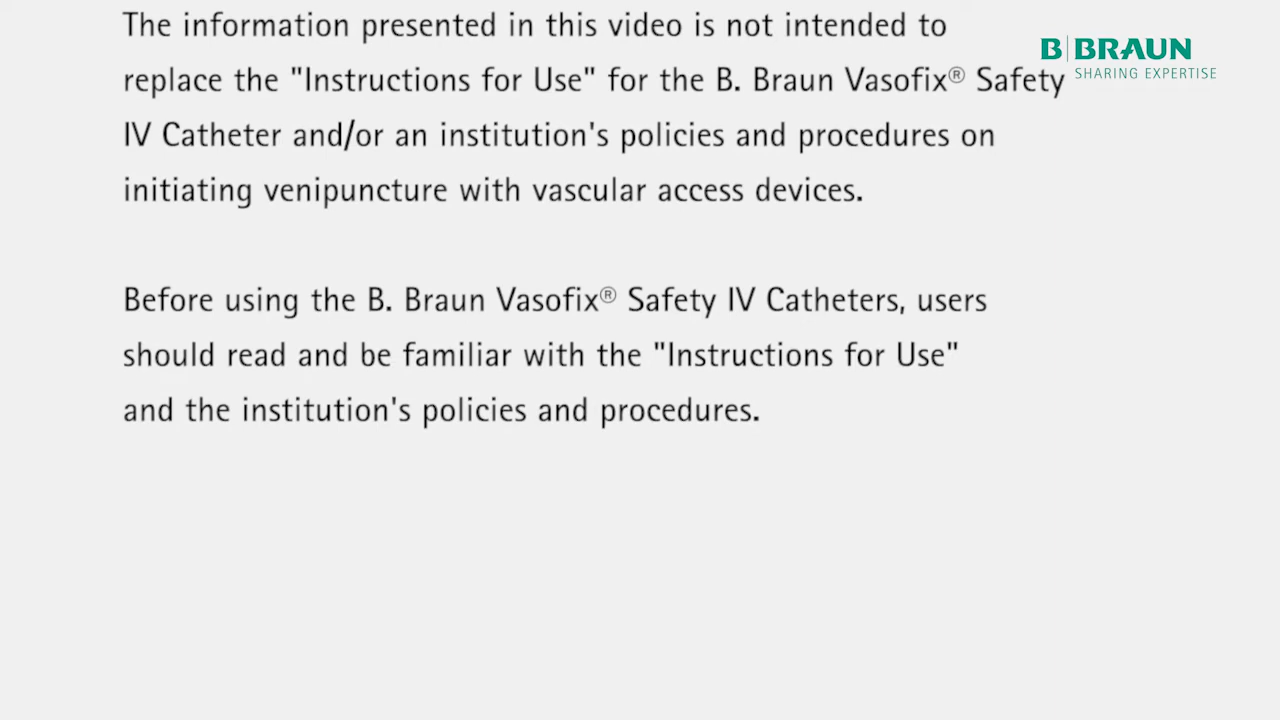 The information presented in this video is not intended to
replace the "Instructions for Use" for the B. Braun Vasofix® Safety
IV Catheter and/or an institution's policies and procedures on
initiating venipuncture with vascular access devices.
Before using the B. Braun Vasofix® Safety IV Catheters, users
should read and be familiar with the "Instructions for Use"
and the institution's policies and procedures.
B|BRAUN
SHARING EXPERTISE